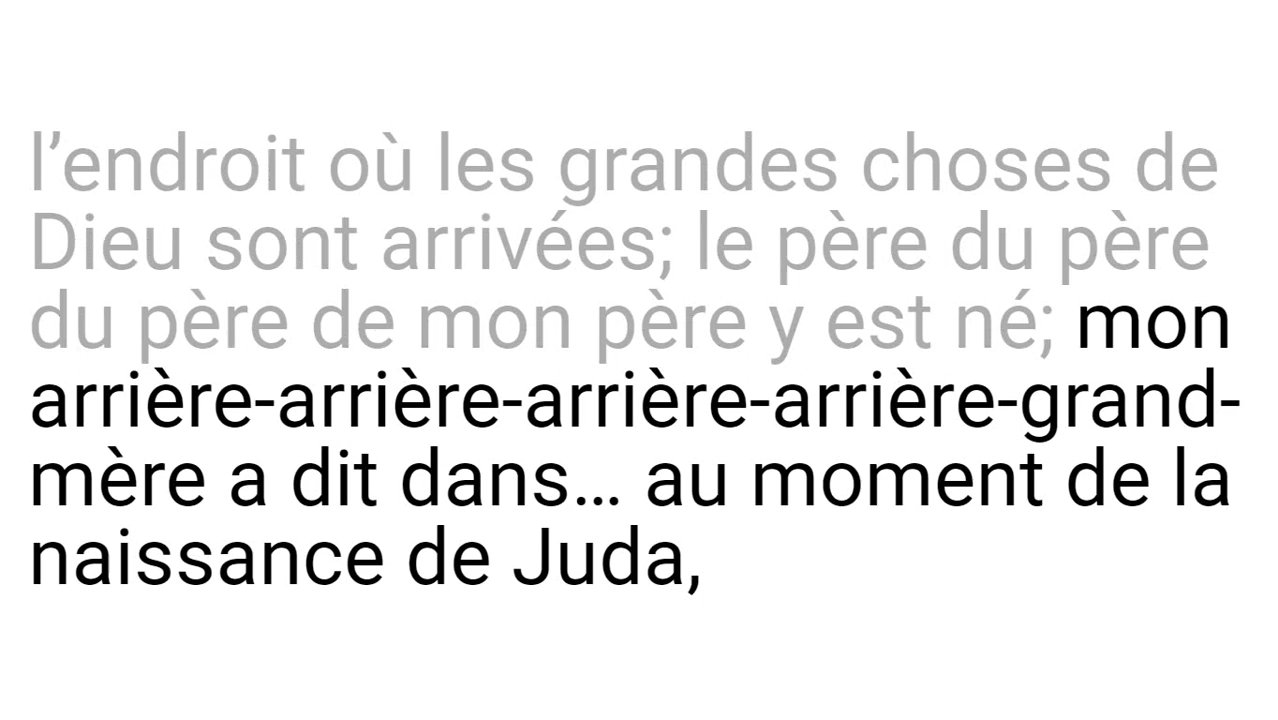 l’endroit où les grandes choses de
Dieu sont arrivées; le père du père
du père de mon père y est né; mon
arrière-arrière-arrière-arrière-grand-
mère a dit dans… au moment de la
naissance de Juda,